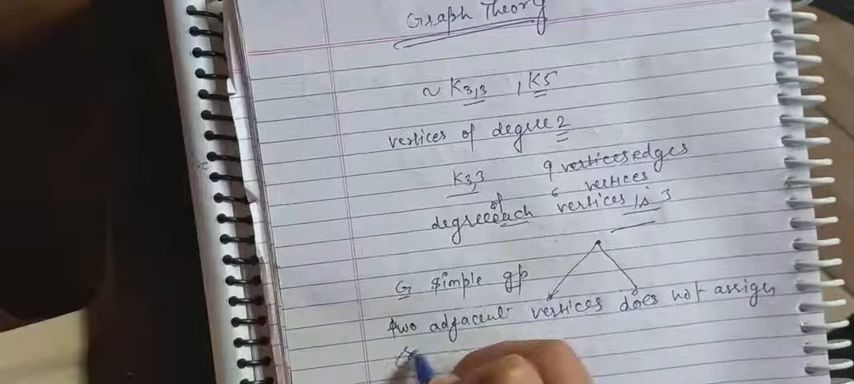 Graph Theory
~ K3,3 , K5
vertices of degree 2
K3,3 9 vertices edges
6 vertices
degree of each vertices is 3
G simple gp
two adjacent vertices does not assign